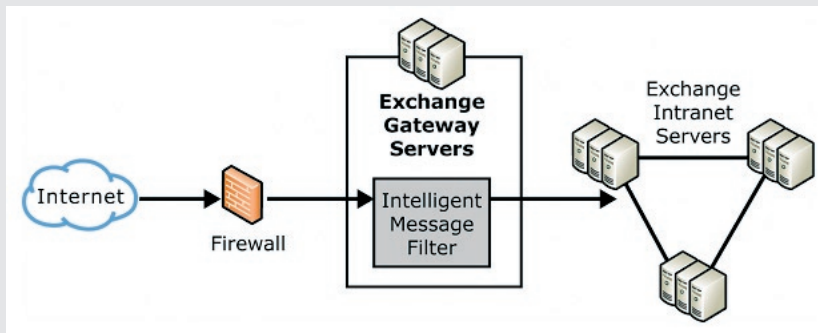 Internet
Firewall
Exchange
Gateway
Servers
Intelligent
Message
Filter
Exchange
Intranet
Servers